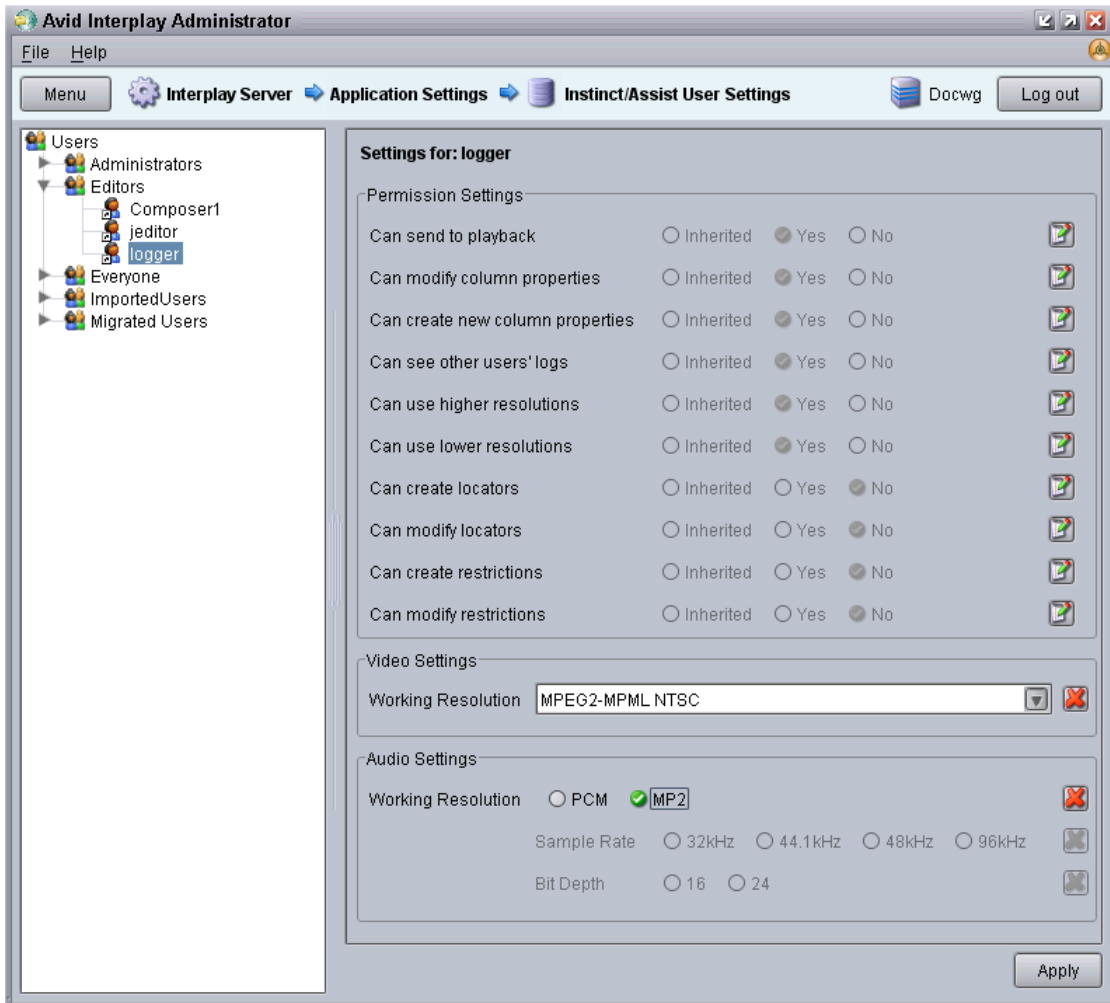 Avid Interplay Administrator
File Help
Menu Interplay Server Application Settings Instinct/Assist User Settings Docwg Log out
Users
Administrators
Editors
Composer1
jeditor
logger
Everyone
ImportedUsers
Migrated Users
Settings for: logger
Permission Settings
Can send to playback Inherited Yes No
Can modify column properties Inherited Yes No
Can create new column properties Inherited Yes No
Can see other users' logs Inherited Yes No
Can use higher resolutions Inherited Yes No
Can use lower resolutions Inherited Yes No
Can create locators Inherited Yes No
Can modify locators Inherited Yes No
Can create restrictions Inherited Yes No
Can modify restrictions Inherited Yes No
Video Settings
Working Resolution MPEG2-MPML NTSC
Audio Settings
Working Resolution PCM MP2
Sample Rate 32kHz 44.1kHz 48kHz 96kHz
Bit Depth 16 24
Apply